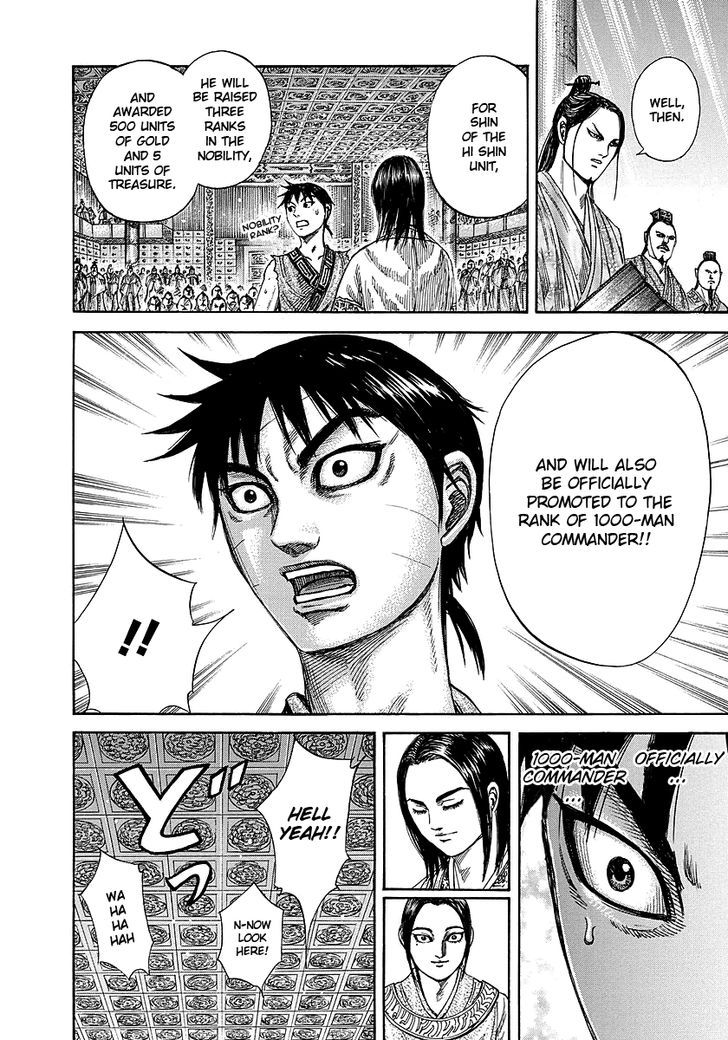 WELL,
THEN.
FOR
SHIN
OF THE
HI SHIN
UNIT,
HE WILL
BE RAISED
THREE
RANKS
IN THE
NOBILITY,
AND
AWARDED
500 UNITS
OF GOLD
AND 5
UNITS OF
TREASURE.
NOBILITY
RANK?
AND WILL ALSO
BE OFFICIALLY
PROMOTED TO THE
RANK OF 1000-MAN
COMMANDER!!
!!
OFFICIALLY
...
1000-MAN
COMMANDER
...
HELL
YEAH!!
どっ
N-NOW
LOOK
HERE!
WA
HA
HA
HAH